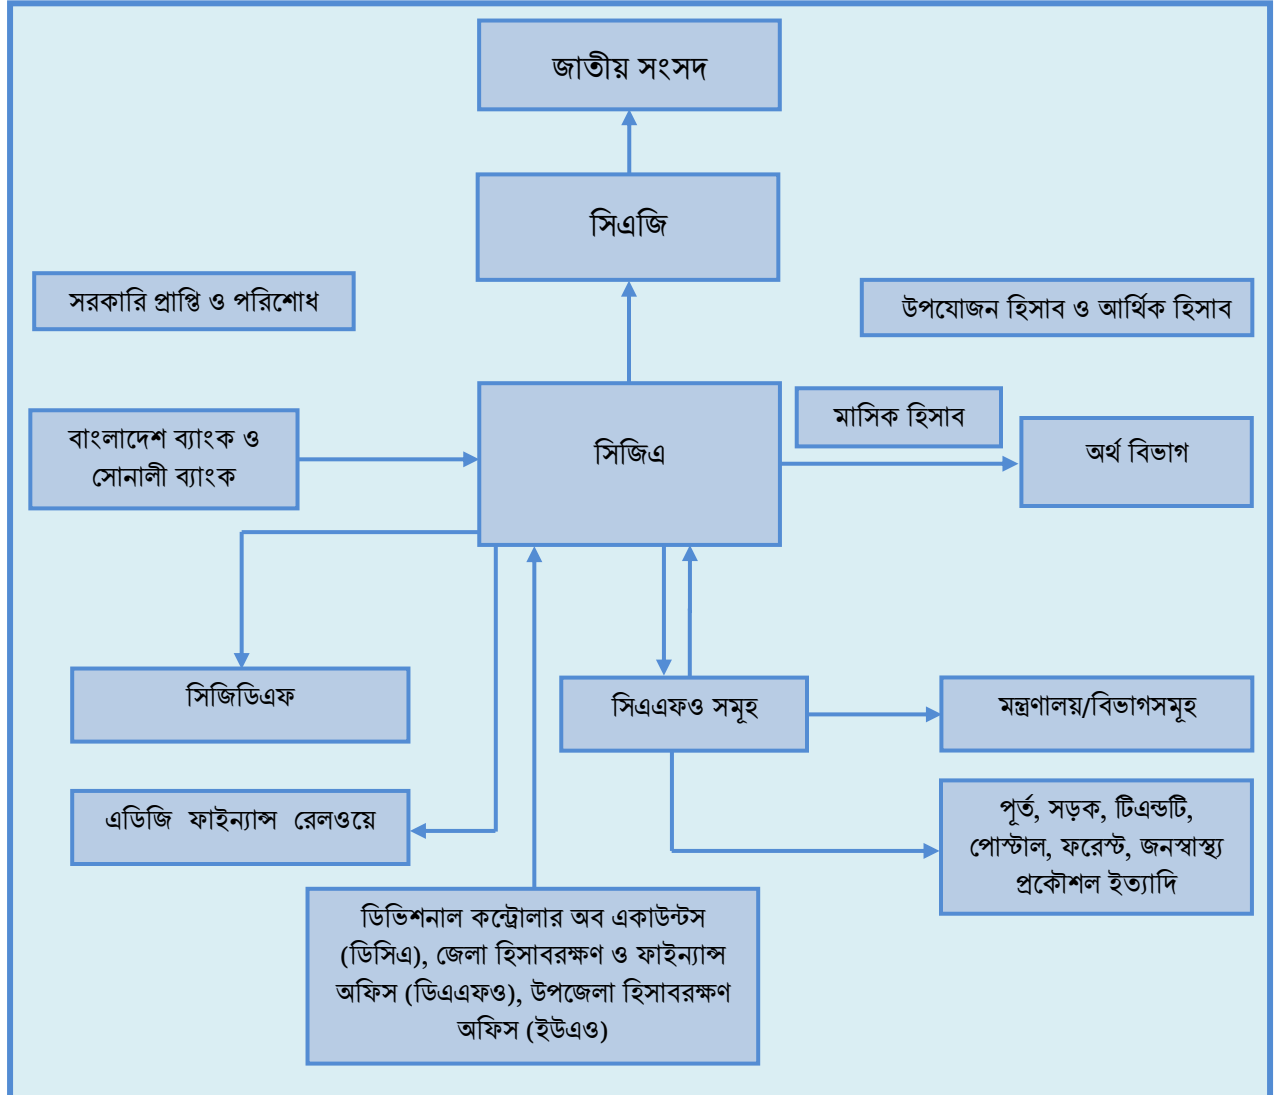 জাতীয় সংসদ
সিএজি
সরকারি প্রাপ্তি ও পরিশোধ
উপযোজন হিসাব ও আর্থিক হিসাব
মাসিক হিসাব
বাংলাদেশ ব্যাংক ও
সোনালী ব্যাংক
সিজিএ
অর্থ বিভাগ
সিজিডিএফ
সিএএফও সমূহ
মন্ত্রণালয়/বিভাগসমূহ
এডিজি ফাইন্যান্স রেলওয়ে
পূর্ত, সড়ক, টিএন্ডটি,
পোস্টাল, ফরেস্ট, জনস্বাস্থ্য
প্রকৌশল ইত্যাদি
ডিভিশনাল কন্ট্রোলার অব একাউন্টস
(ডিসিএ), জেলা হিসাবরক্ষণ ও ফাইন্যান্স
অফিস (ডিএএফও), উপজেলা হিসাবরক্ষণ
অফিস (ইউএও)